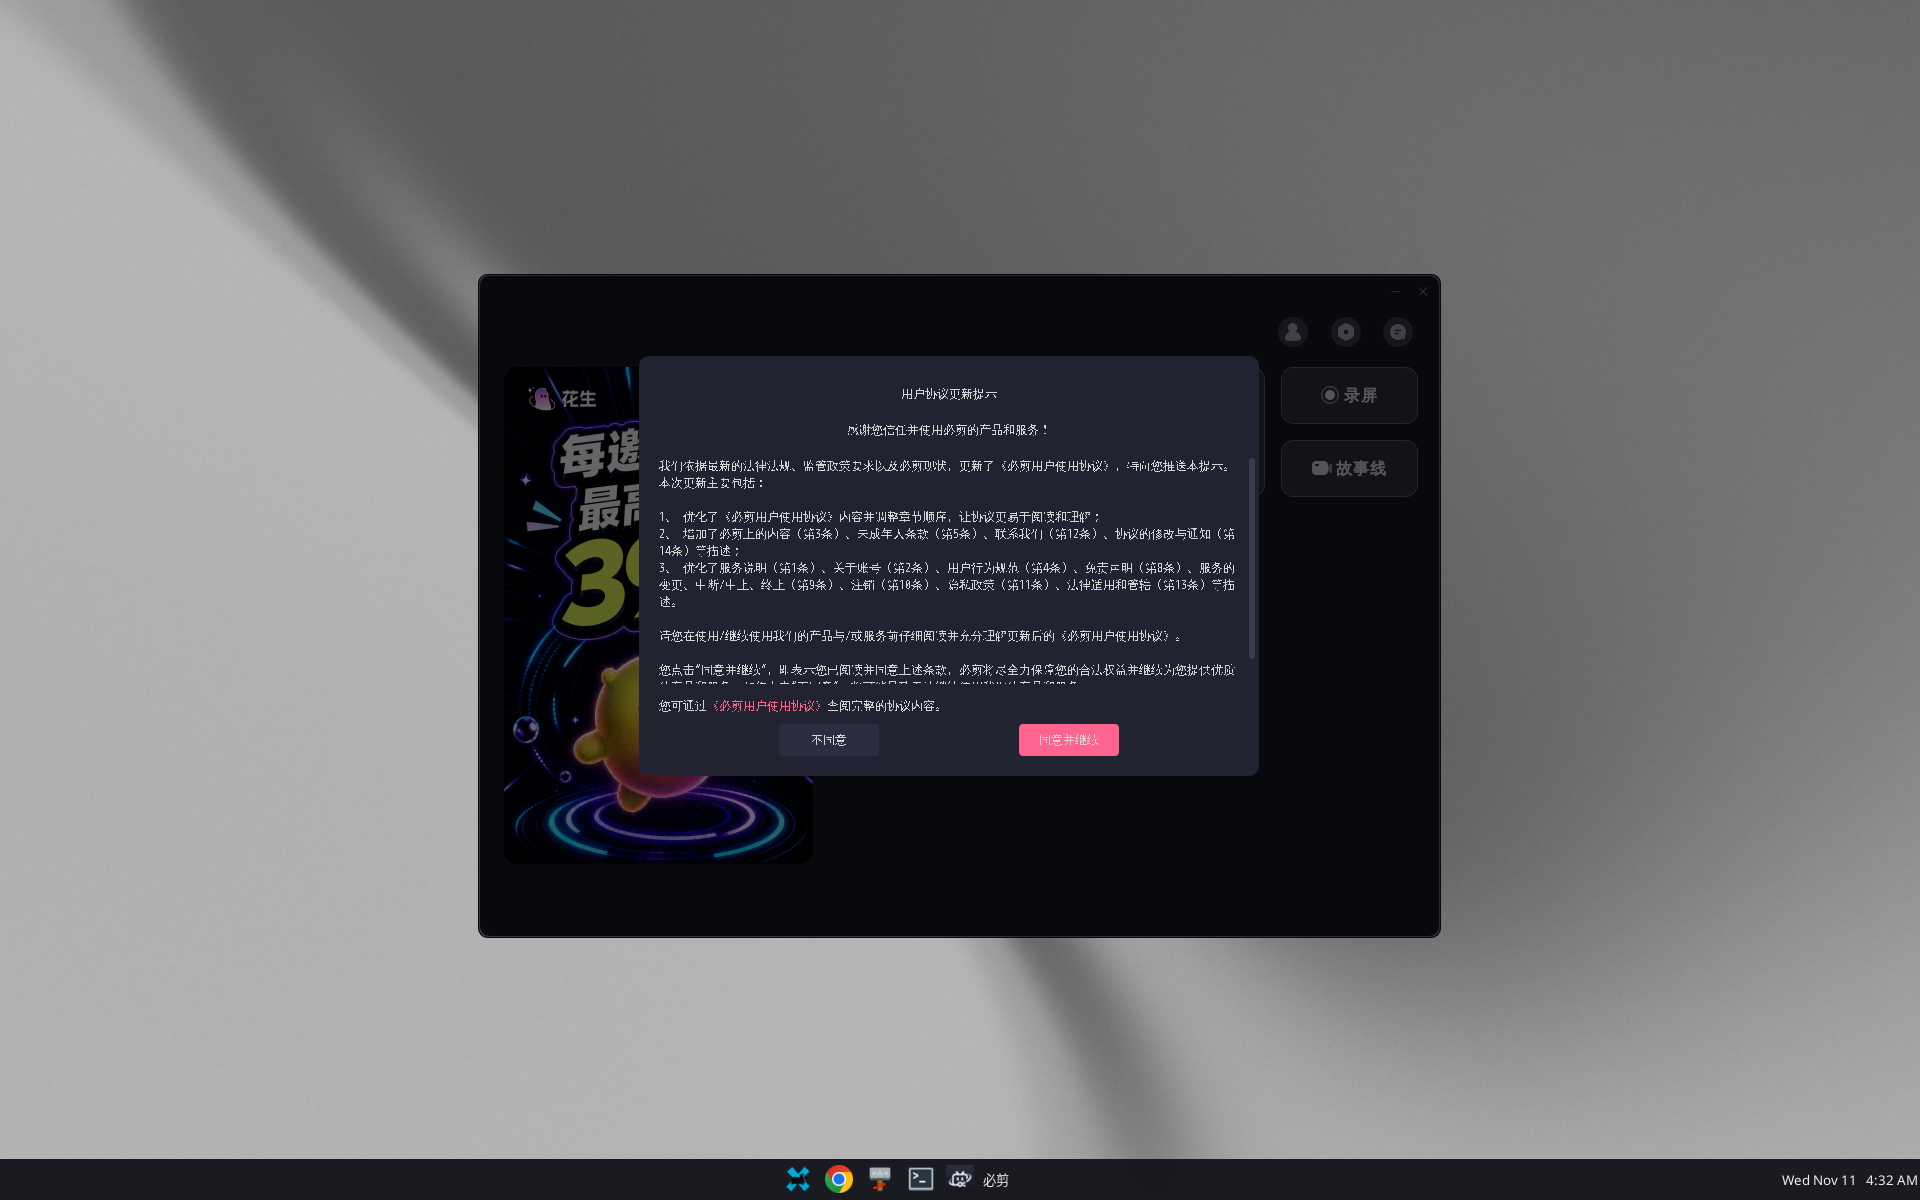 花生
每邀
最高
39
录屏
故事线
用户协议更新提示
感谢您信任并使用必剪的产品和服务！
我们依据最新的法律法规、监管政策要求以及必剪现状，更新了《必剪用户使用协议》，特向您推送本提示。
本次更新主要包括：
1、 优化了《必剪用户使用协议》内容并调整章节顺序，让协议更易于阅读和理解；
2、 增加了必剪上的内容（第3条）、未成年人条款（第5条）、联系我们（第12条）、协议的修改与通知（第
14条）等描述；
3、 优化了服务说明（第1条）、关于账号（第2条）、用户行为规范（第4条）、免责声明（第8条）、服务的
变更、中断/中止、终止（第9条）、注销（第10条）、隐私政策（第11条）、法律适用和管辖（第13条）等描
述。
请您在使用/继续使用我们的产品与/或服务前仔细阅读并充分理解更新后的《必剪用户使用协议》。
您点击“同意并继续”，即表示您已阅读并同意上述条款，必剪将尽全力保障您的合法权益并继续为您提供优质
您可通过《必剪用户使用协议》查阅完整的协议内容。
不同意
同意并继续
必剪
Wed Nov 11 4:32 AM